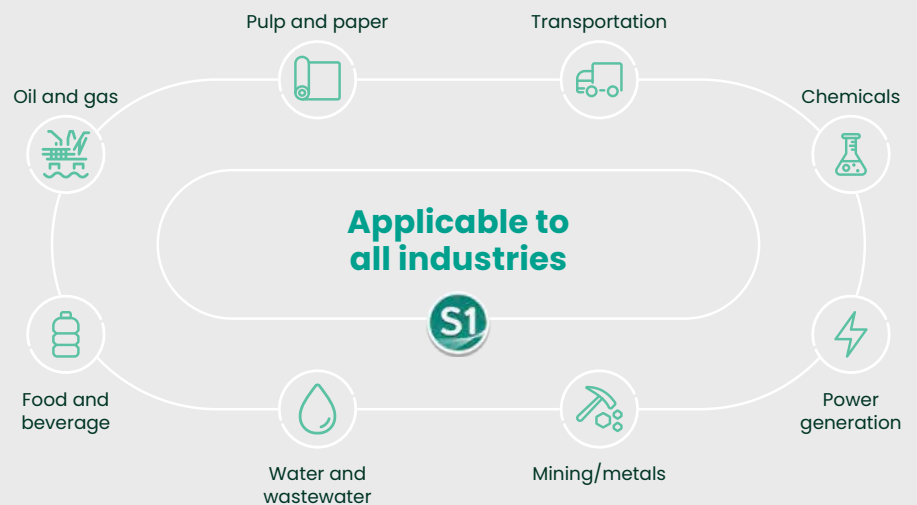 Pulp and paper
Transportation
Oil and gas
Chemicals
Applicable to
all industries
S1
Food and
beverage
Power
generation
Water and
wastewater
Mining/metals